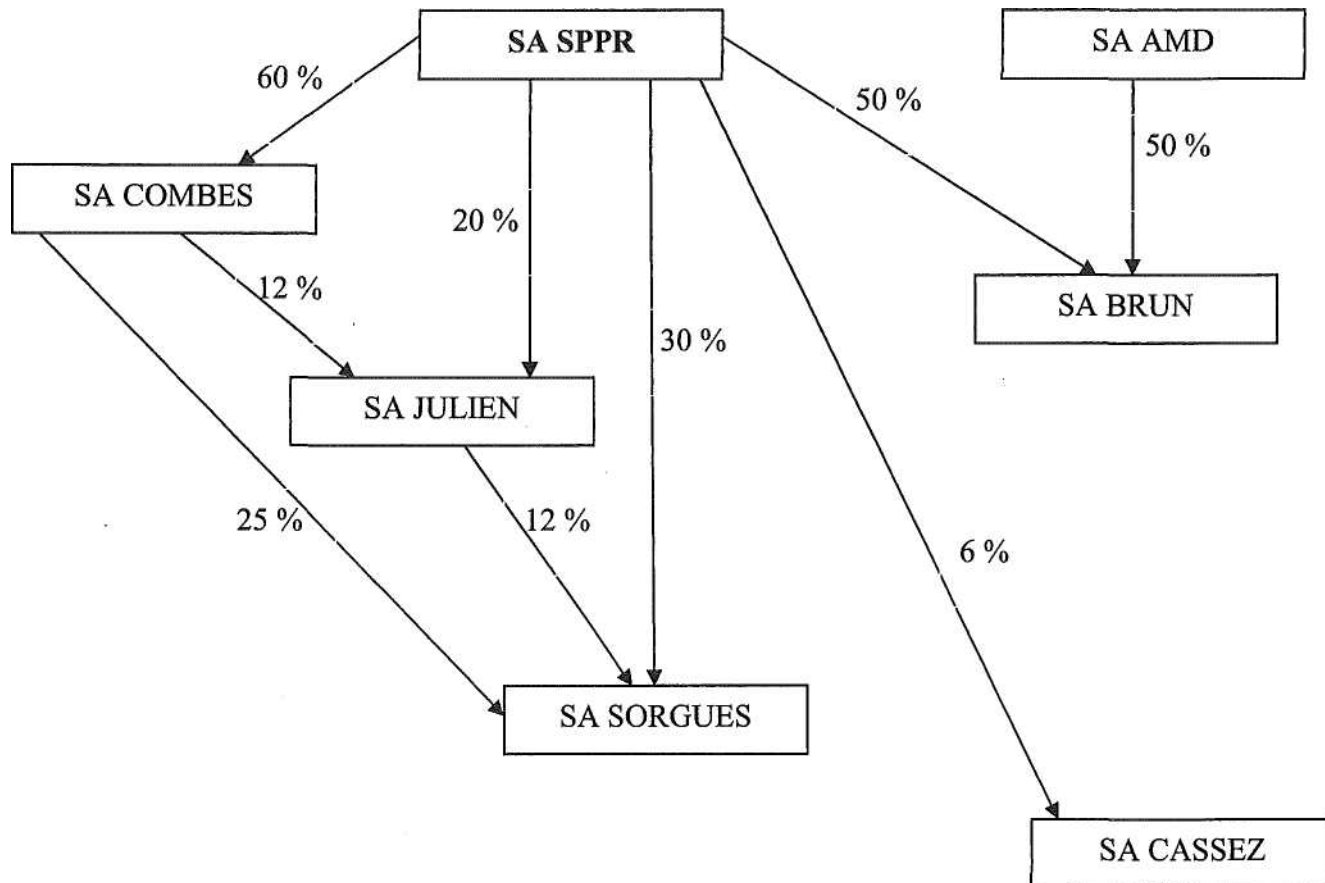 SA SPPR
SA AMD
60 %
50 %
50 %
SA COMBES
20 %
12 %
SA BRUN
30 %
SA JULIEN
25 %
12 %
6 %
SA SORGUES
SA CASSEZ